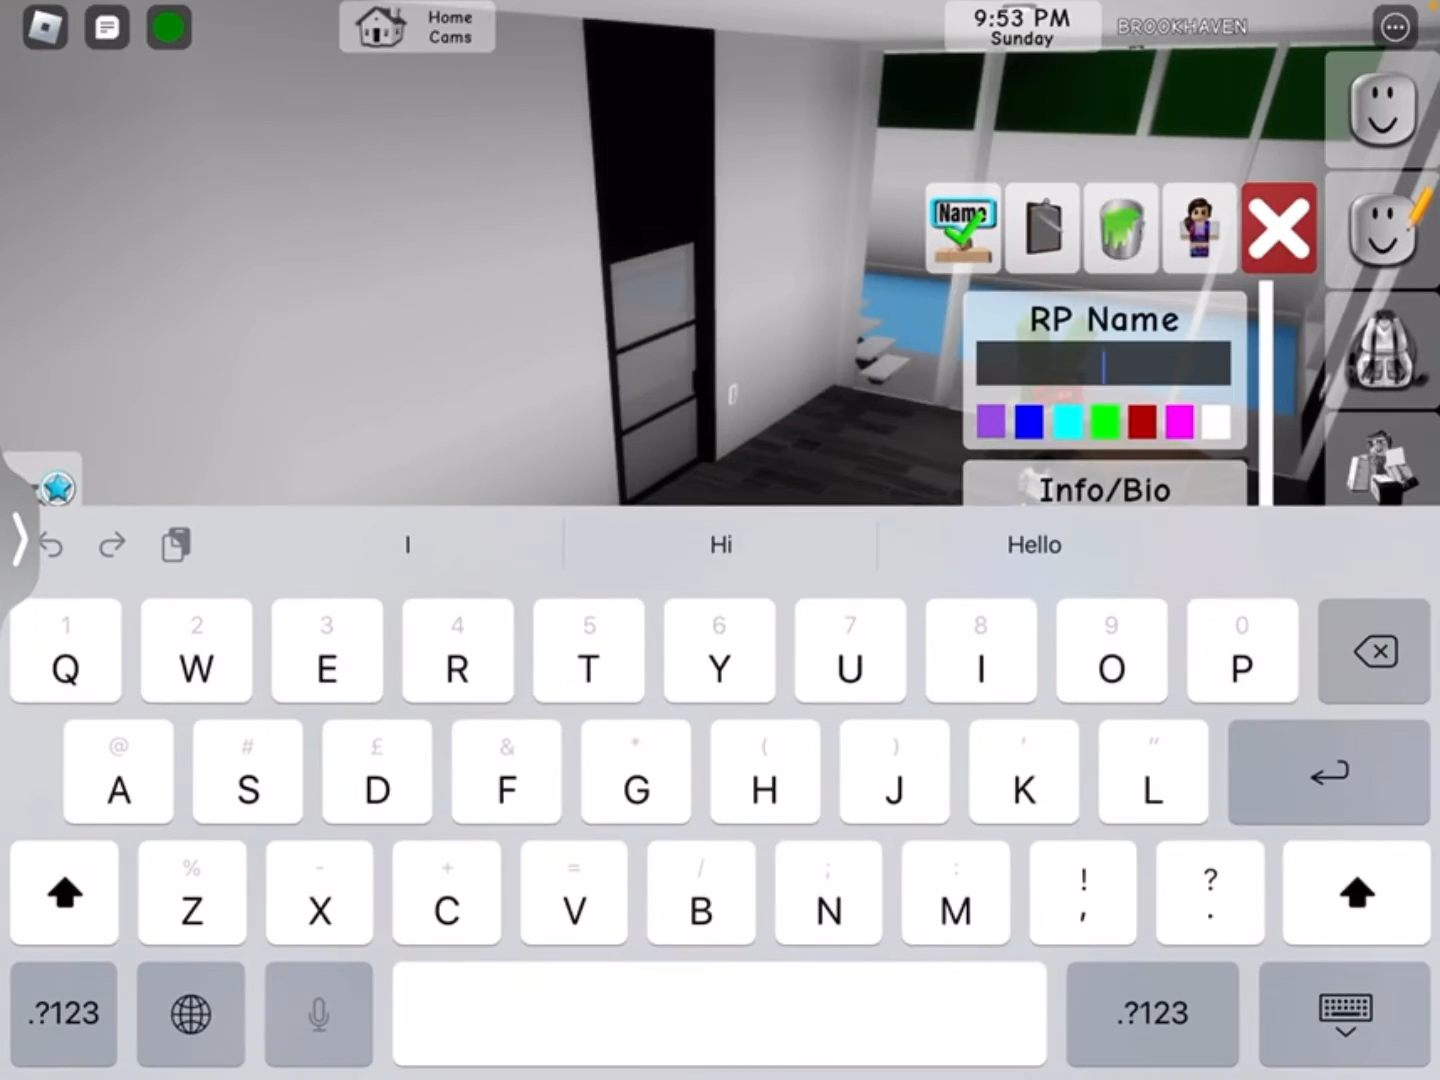 Home
Cams
9:53 PM
Sunday
BROOKHAVEN
Name
RP Name
Info/Bio
I
Hi
Hello
1 2 3 4 5 6 7 8 9 0
Q W E R T Y U I O P
@ # £ & * ( ) ' "
A S D F G H J K L
% - + = / ; : ! ?
Z X C V B N M , .
.?123
.?123